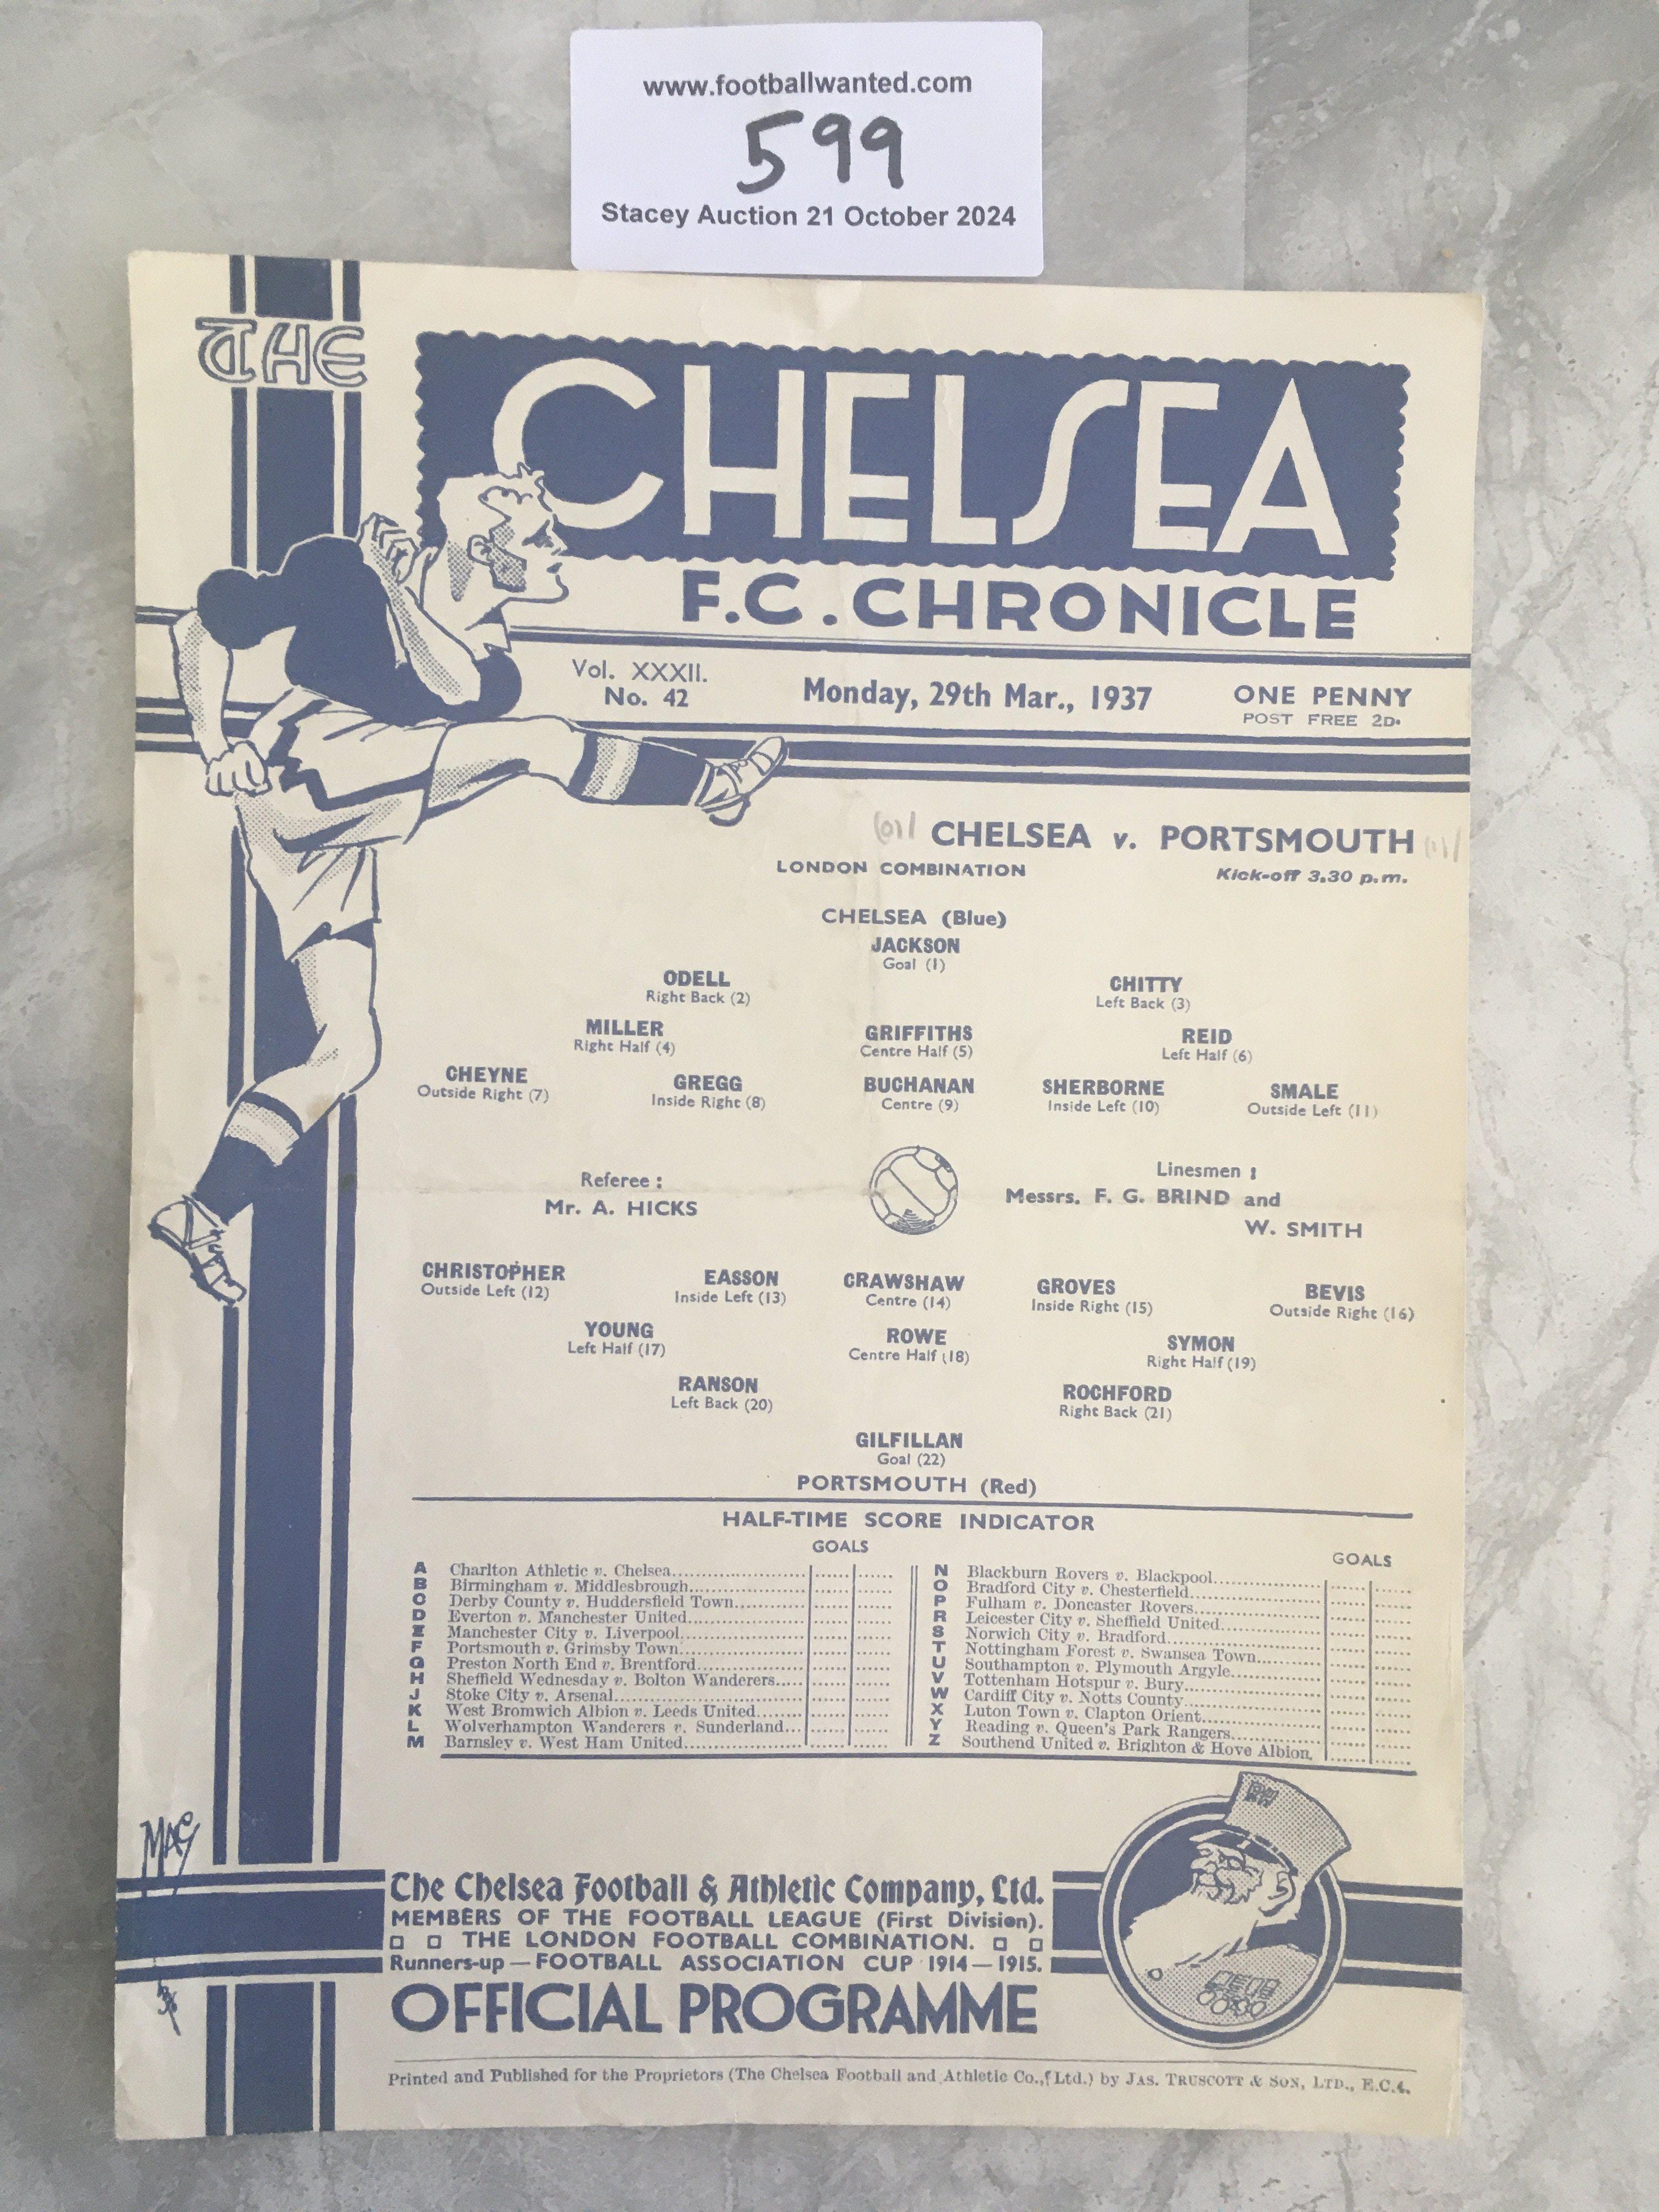 www.footballwanted.com
599
Stacey Auction 21 October 2024
THE
CHELSEA
F.C. CHRONICLE
Vol. XXXII.
No. 42
Monday, 29th Mar., 1937
ONE PENNY
POST FREE 2D.
CHELSEA v. PORTSMOUTH
LONDON COMBINATION
Kick-off 3.30 p.m.
CHELSEA (Blue)
JACKSON
Goal (1)
ODELL
Right Back (2)
CHITTY
Left Back (3)
MILLER
Right Half (4)
GRIFFITHS
Centre Half (5)
REID
Left Half (6)
CHEYNE
Outside Right (7)
GREGG
Inside Right (8)
BUCHANAN
Centre (9)
SHERBORNE
Inside Left (10)
SMALE
Outside Left (11)
Referee :
Mr. A. HICKS
Linesmen :
Messrs. F. G. BRIND and
W. SMITH
CHRISTOPHER
Outside Left (12)
EASSON
Inside Left (13)
CRAWSHAW
Centre (14)
GROVES
Inside Right (15)
BEVIS
Outside Right (16)
YOUNG
Left Half (17)
ROWE
Centre Half (18)
SYMON
Right Half (19)
RANSON
Left Back (20)
ROCHFORD
Right Back (21)
GILFILLAN
Goal (22)
PORTSMOUTH (Red)
HALF-TIME SCORE INDICATOR
GOALS
A Charlton Athletic v. Chelsea
B Birmingham v. Middlesbrough
C Derby County v. Huddersfield Town
D Everton v. Manchester United
E Manchester City v. Liverpool
F Portsmouth v. Grimsby Town
G Preston North End v. Brentford
H Sheffield Wednesday v. Bolton Wanderers
J Stoke City v. Arsenal
K West Bromwich Albion v. Leeds United
L Wolverhampton Wanderers v. Sunderland
M Barnsley v. West Ham United
GOALS
N Blackburn Rovers v. Blackpool
O Bradford City v. Chesterfield
P Fulham v. Doncaster Rovers
R Leicester City v. Sheffield United
S Norwich City v. Bradford
T Nottingham Forest v. Swansea Town
U Southampton v. Plymouth Argyle
V Tottenham Hotspur v. Bury
W Cardiff City v. Notts County
X Luton Town v. Clapton Orient
Y Reading v. Queen's Park Rangers
Z Southend United v. Brighton & Hove Albion
MAC
The Chelsea Football & Athletic Company, Ltd.
MEMBERS OF THE FOOTBALL LEAGUE (First Division).
THE LONDON FOOTBALL COMBINATION.
Runners-up — FOOTBALL ASSOCIATION CUP 1914 — 1915.
OFFICIAL PROGRAMME
Printed and Published for the Proprietors (The Chelsea Football and Athletic Co., Ltd.) by JAS. TRUSCOTT & SON, LTD., E.C.4.